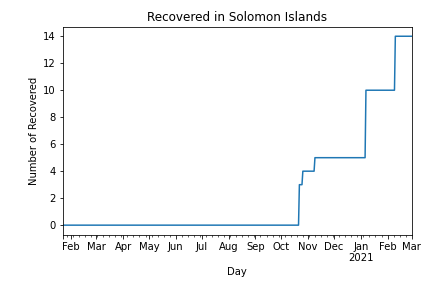 Recovered in Solomon Islands
14
12
10
8
6
4
2
0
Number of Recovered
Feb Mar Apr May Jun Jul Aug Sep Oct Nov Dec Jan Feb Mar
2021
Day